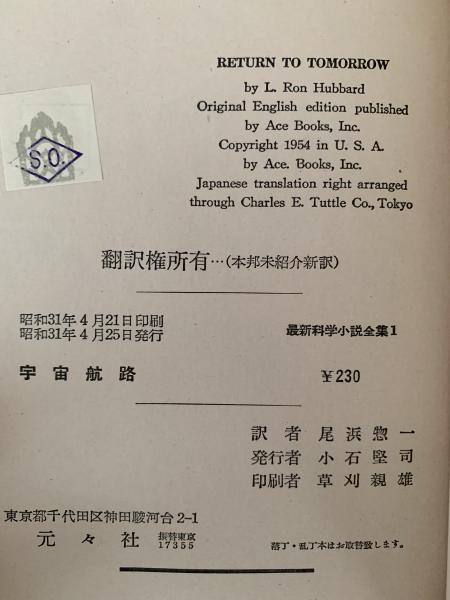 RETURN TO TOMORROW
by L. Ron Hubbard
Original English edition published
by Ace Books, Inc.
Copyright 1954 in U. S. A.
by Ace. Books, Inc.
Japanese translation right arranged
through Charles E. Tuttle Co., Tokyo
S.O.
翻訳権所有…(本邦未紹介新訳)
昭和31年4月21日印刷
昭和31年4月25日発行
最新科学小説全集1
宇宙航路
¥230
訳者 尾浜惣一
発行者 小石堅司
印刷者 草刈親雄
東京都千代田区神田駿河台2-1
元々社 振替東京17355
落丁・乱丁本はお取替致します。